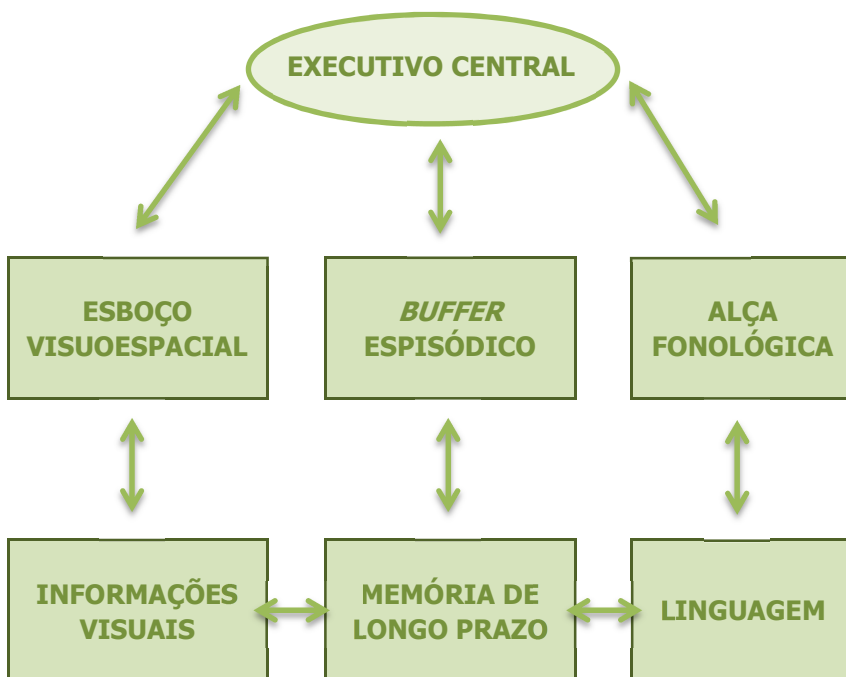 EXECUTIVO CENTRAL
ESBOÇO
VISUOESPACIAL
BUFFER
ESPISÓDICO
ALÇA
FONOLÓGICA
INFORMAÇÕES
VISUAIS
MEMÓRIA DE
LONGO PRAZO
LINGUAGEM